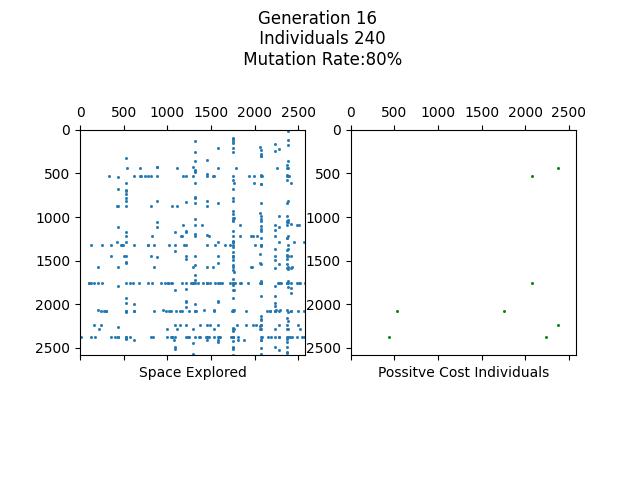 Generation 16
Individuals 240
Mutation Rate:80%
0 500 1000 1500 2000 2500
0 500 1000 1500 2000 2500
0
500
1000
1500
2000
2500
0
500
1000
1500
2000
2500
Space Explored
Possitve Cost Individuals